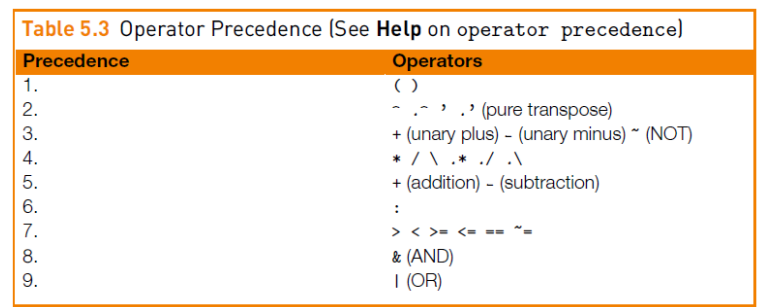 Table 5.3 Operator Precedence (See Help on operator precedence)
Precedence Operators
1. ( )
2. ^ .^ ' .' (pure transpose)
3. + (unary plus) - (unary minus) ~ (NOT)
4. * / \ .* ./ .\
5. + (addition) - (subtraction)
6. :
7. > < >= <= == ~=
8. & (AND)
9. | (OR)